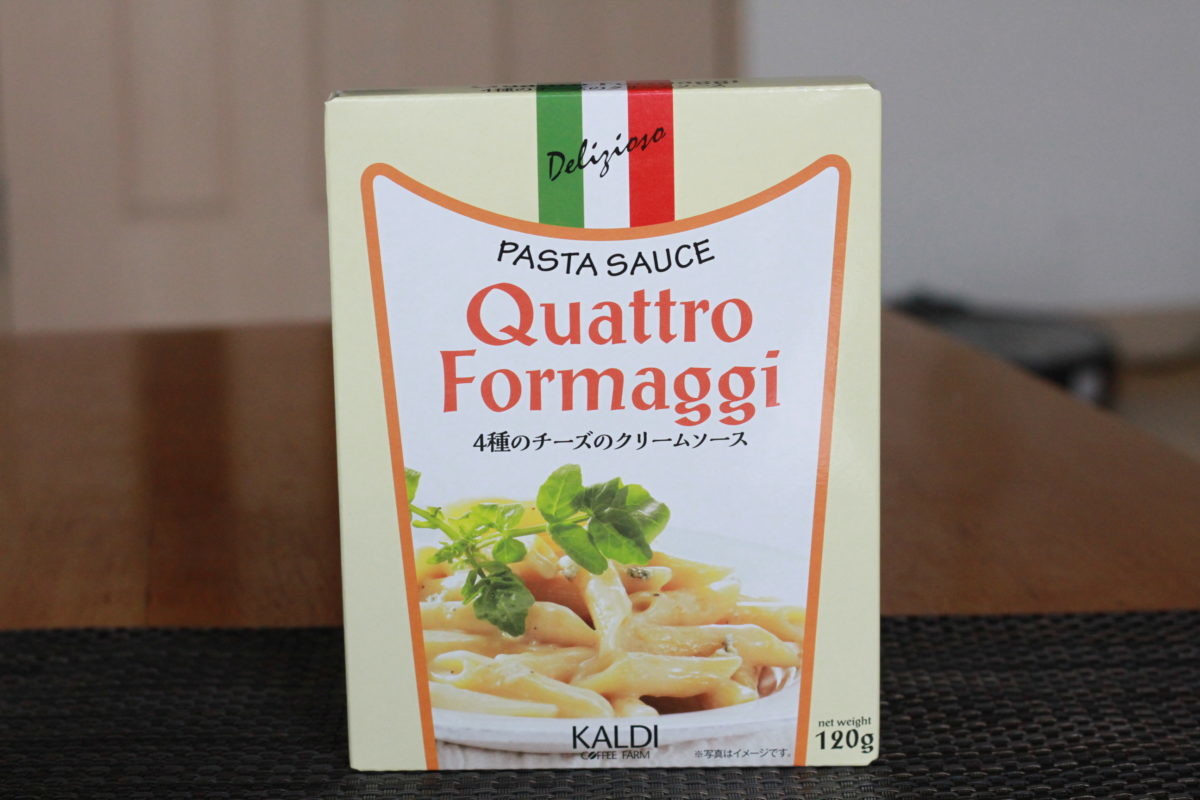 Delizioso
PASTA SAUCE
Quattro
Formaggi
4種のチーズのクリームソース
KALDI
COFFEE FARM
※写真はイメージです。
net weight
120g